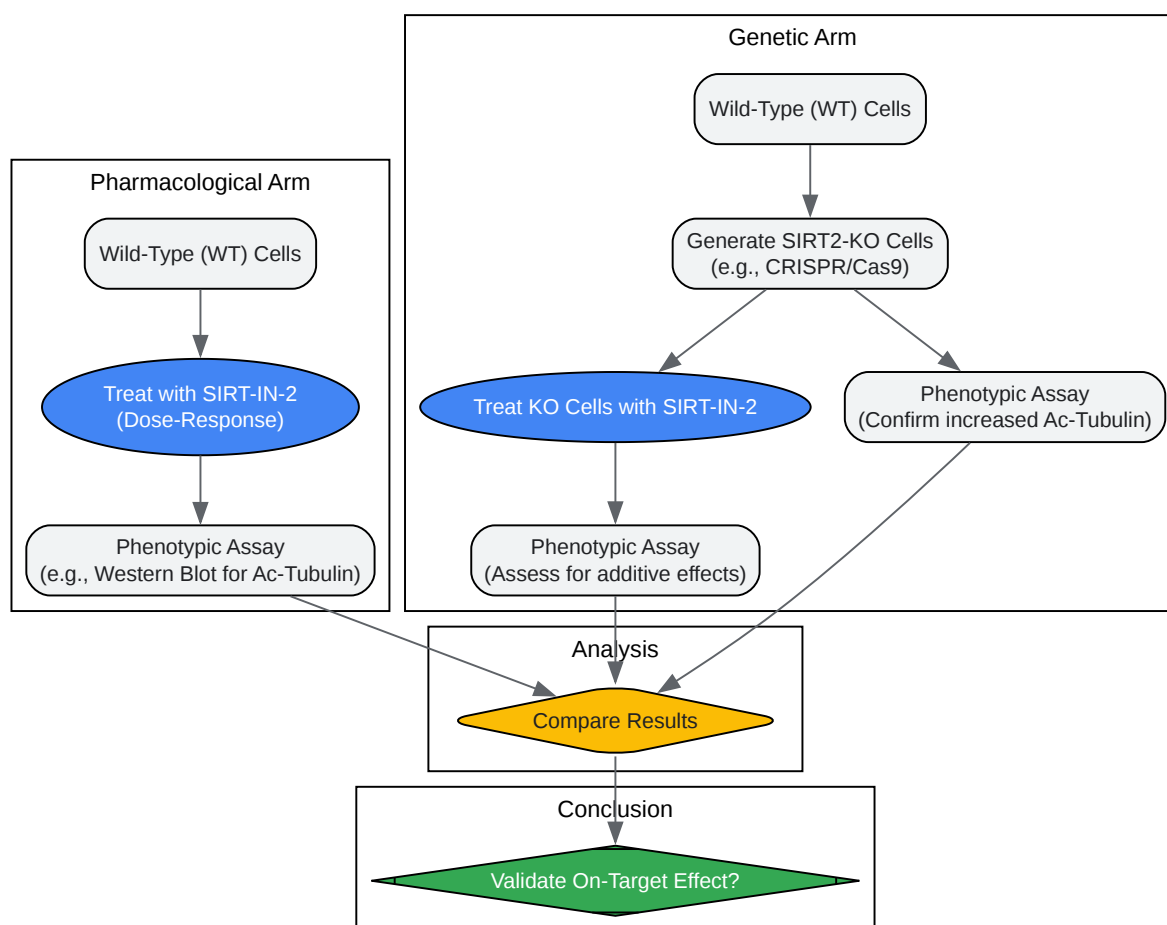 Genetic Arm
Wild-Type (WT) Cells
Pharmacological Arm
Wild-Type (WT) Cells
Generate SIRT2-KO Cells
(e.g., CRISPR/Cas9)
Treat with SIRT-IN-2
(Dose-Response)
Treat KO Cells with SIRT-IN-2
Phenotypic Assay
(Confirm increased Ac-Tubulin)
Phenotypic Assay
(e.g., Western Blot for Ac-Tubulin)
Phenotypic Assay
(Assess for additive effects)
Analysis
Compare Results
Conclusion
Validate On-Target Effect?